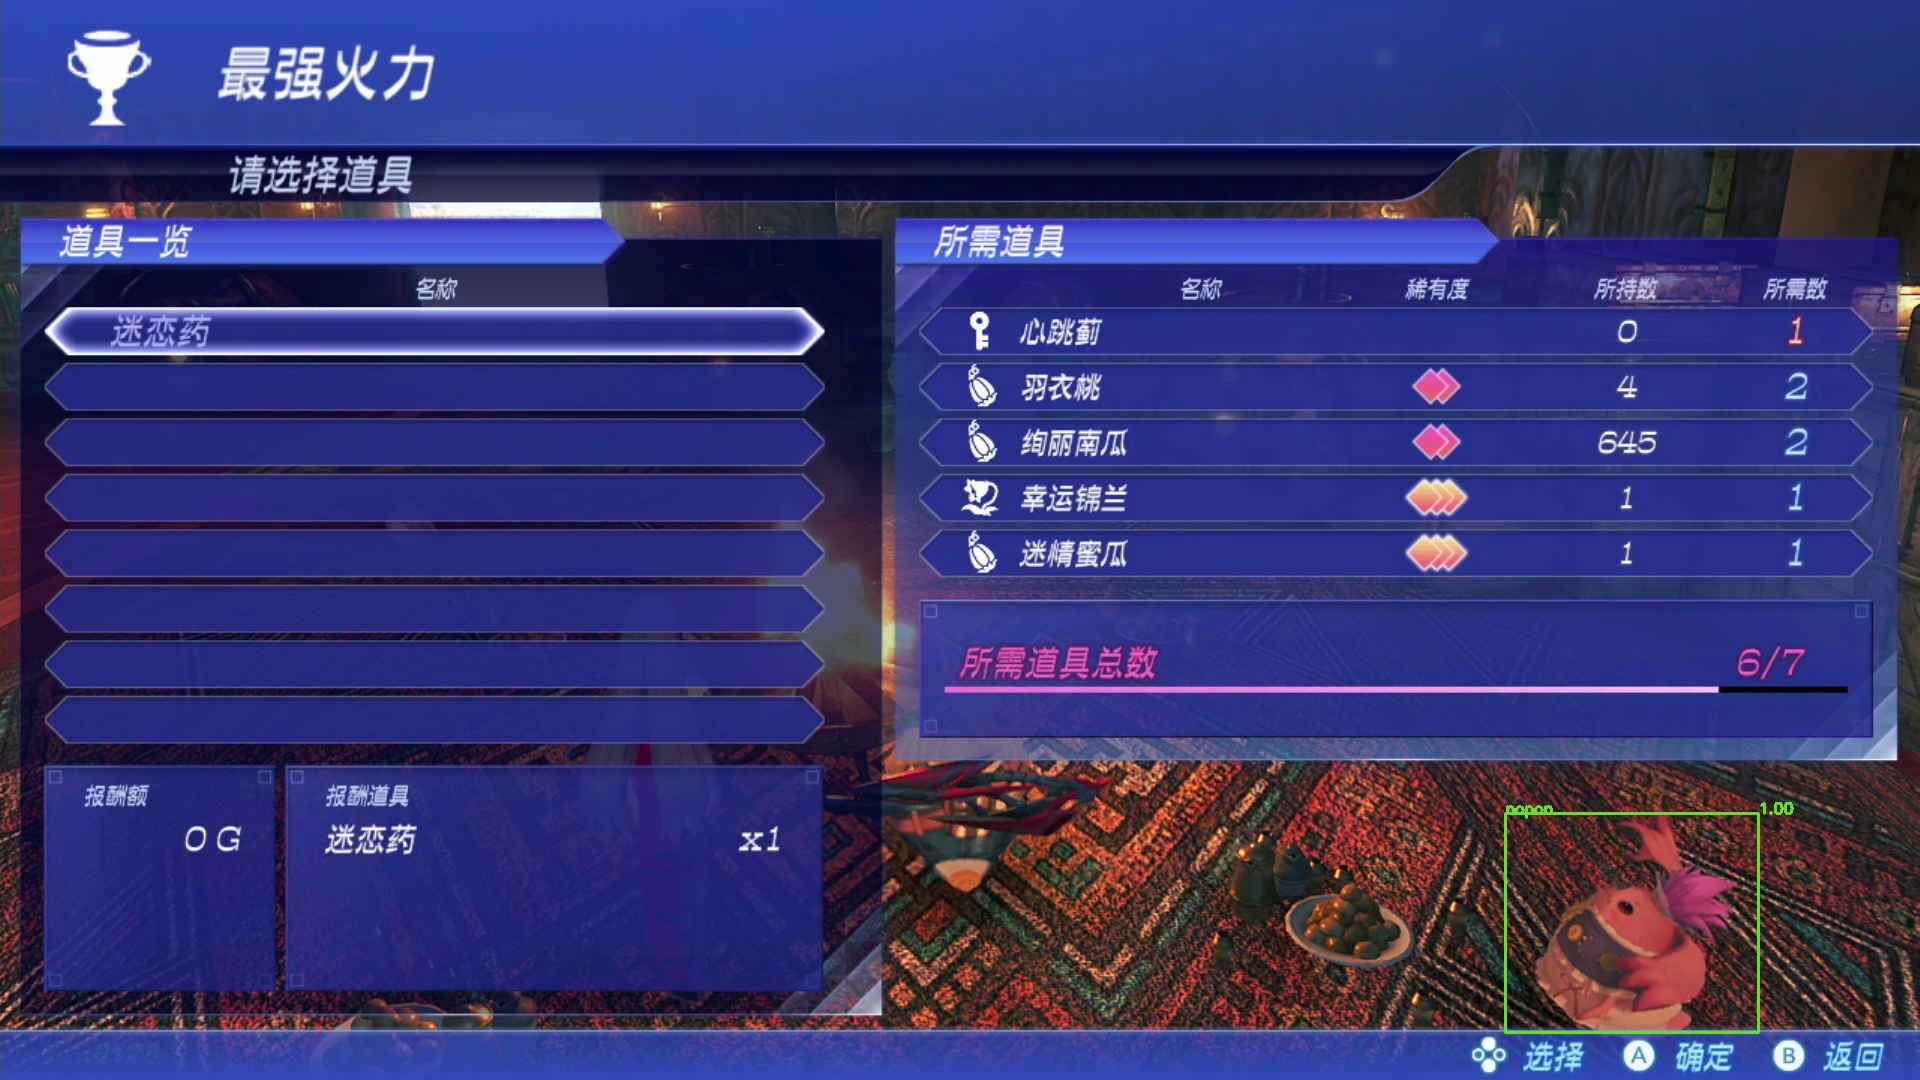 最强火力
请选择道具
道具一览
名称
迷恋药
报酬额
0 G
报酬道具
迷恋药 x1
所需道具
名称 稀有度 所持数 所需数
心跳蓟 0 1
羽衣桃 4 2
绚丽南瓜 645 2
幸运锦兰 1 1
迷情蜜瓜 1 1
所需道具总数 6/7
popon 1.00
选择 A 确定 B 返回